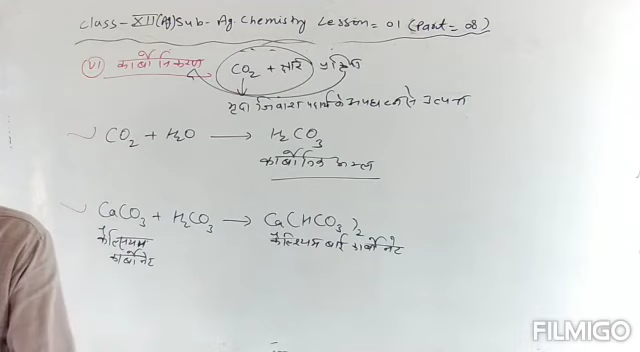 Class-XII(Ag) Sub-Ag. Chemistry Lesson=01 (Part=08)
(VI) कार्बोनिकरण CO₂ + सारे प्रक्रिया
मृदा जिवाश पदार्थ के अपघटन से उत्पन्न
CO₂ + H₂O → H₂CO₃
कार्बोनिक अम्ल
CaCO₃ + H₂CO₃ → Ca(HCO₃)₂
कैल्सियम कार्बोनेट कैल्शियम बाई कार्बोनेट
FILMIGO